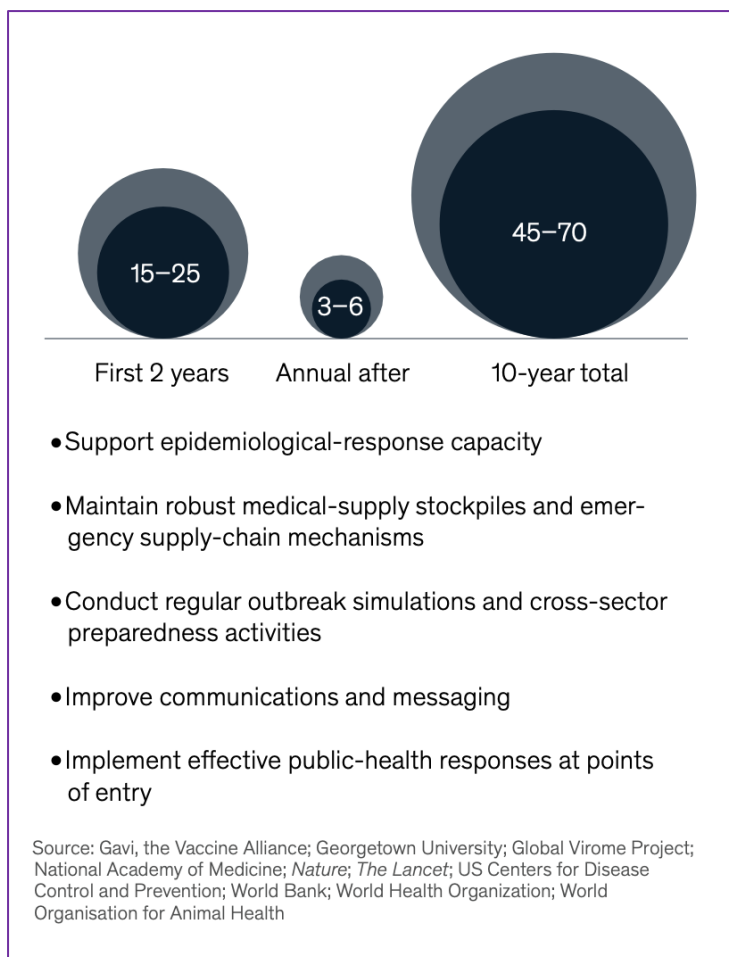 15–25
3–6
45–70
First 2 years
Annual after
10-year total
•Support epidemiological-response capacity
•Maintain robust medical-supply stockpiles and emer-
gency supply-chain mechanisms
•Conduct regular outbreak simulations and cross-sector
preparedness activities
•Improve communications and messaging
•Implement effective public-health responses at points
of entry
Source: Gavi, the Vaccine Alliance; Georgetown University; Global Virome Project;
National Academy of Medicine; Nature; The Lancet; US Centers for Disease
Control and Prevention; World Bank; World Health Organization; World
Organisation for Animal Health